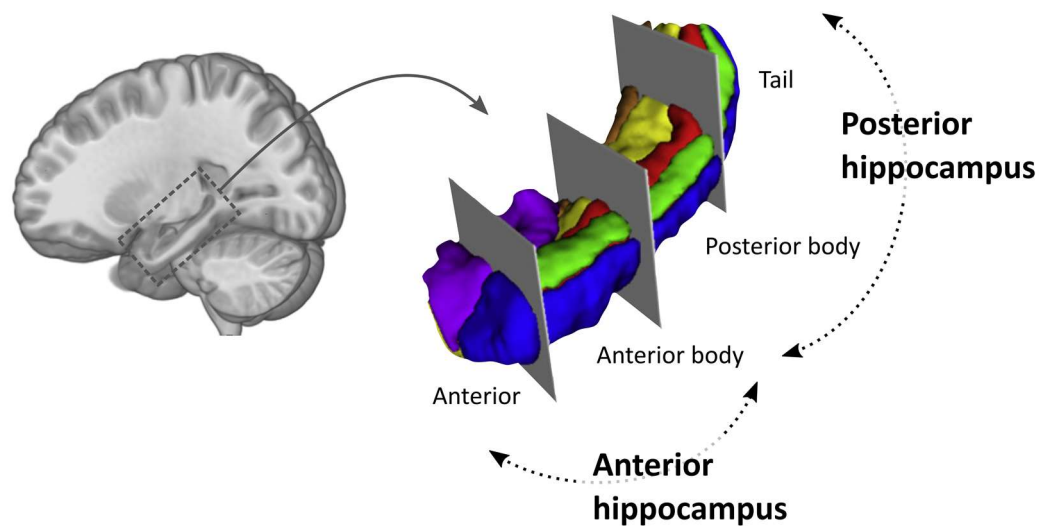 Tail
Posterior
hippocampus
Posterior body
Anterior body
Anterior
Anterior
hippocampus